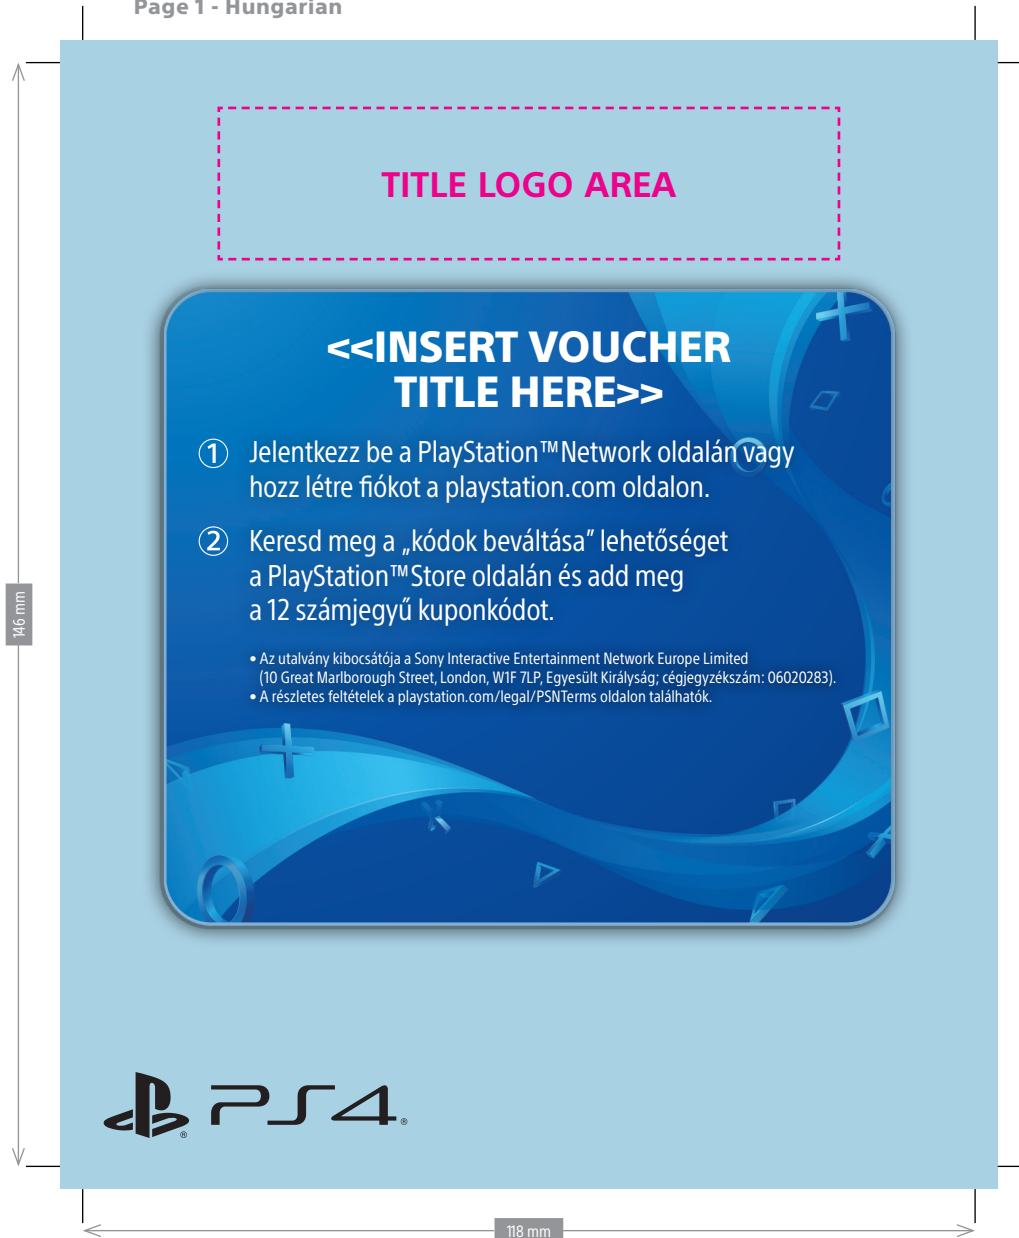 Page 1 - Hungarian
TITLE LOGO AREA
<<INSERT VOUCHER
TITLE HERE>>
1 Jelentkezz be a PlayStation™Network oldalán vagy
hozz létre fiókot a playstation.com oldalon.
2 Keresd meg a „kódok beváltása” lehetőséget
a PlayStation™Store oldalán és add meg
a 12 számjegyű kuponkódot.
• Az utalvány kibocsátója a Sony Interactive Entertainment Network Europe Limited
(10 Great Marlborough Street, London, W1F 7LP, Egyesült Királyság; cégjegyzékszám: 06020283).
• A részletes feltételek a playstation.com/legal/PSNTerms oldalon találhatók.
146 mm
® PS4®
118 mm